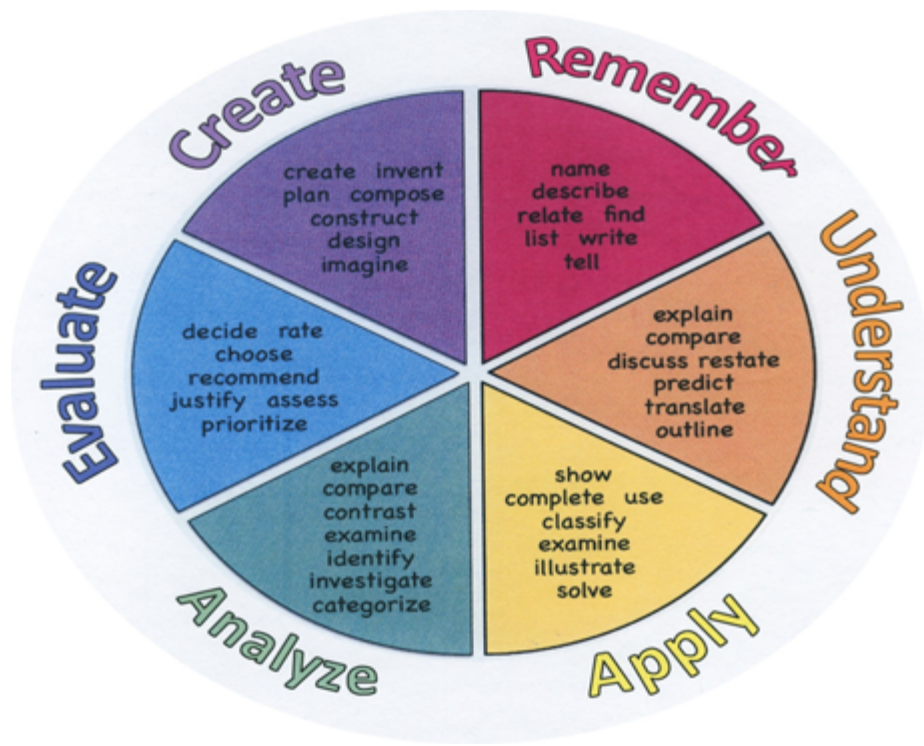 Remember
name
describe
relate find
list write
tell
Understand
explain
compare
discuss restate
predict
translate
outline
Apply
show
complete use
classify
examine
illustrate
solve
Analyze
explain
compare
contrast
examine
identify
investigate
categorize
Evaluate
decide rate
choose
recommend
justify assess
prioritize
Create
create invent
plan compose
construct
design
imagine